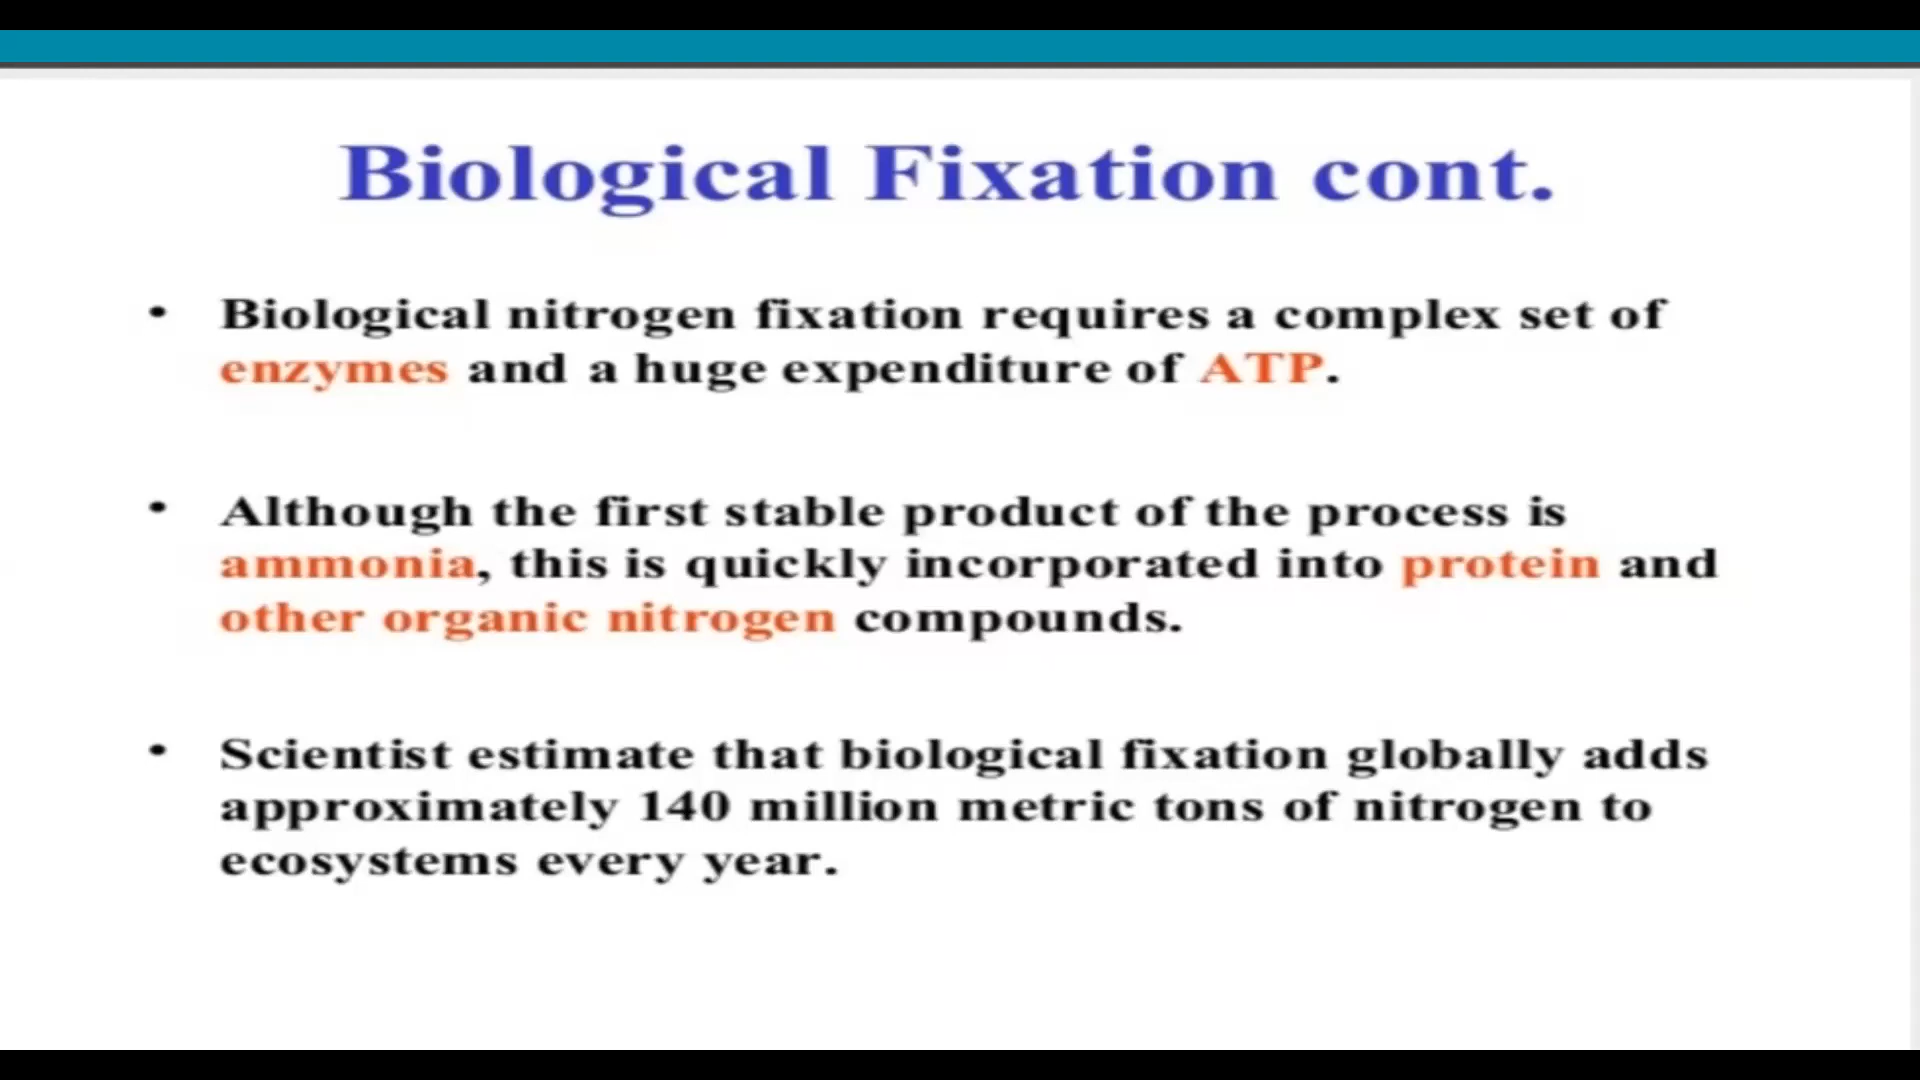 Biological Fixation cont.
• Biological nitrogen fixation requires a complex set of
enzymes and a huge expenditure of ATP.
• Although the first stable product of the process is
ammonia, this is quickly incorporated into protein and
other organic nitrogen compounds.
• Scientist estimate that biological fixation globally adds
approximately 140 million metric tons of nitrogen to
ecosystems every year.